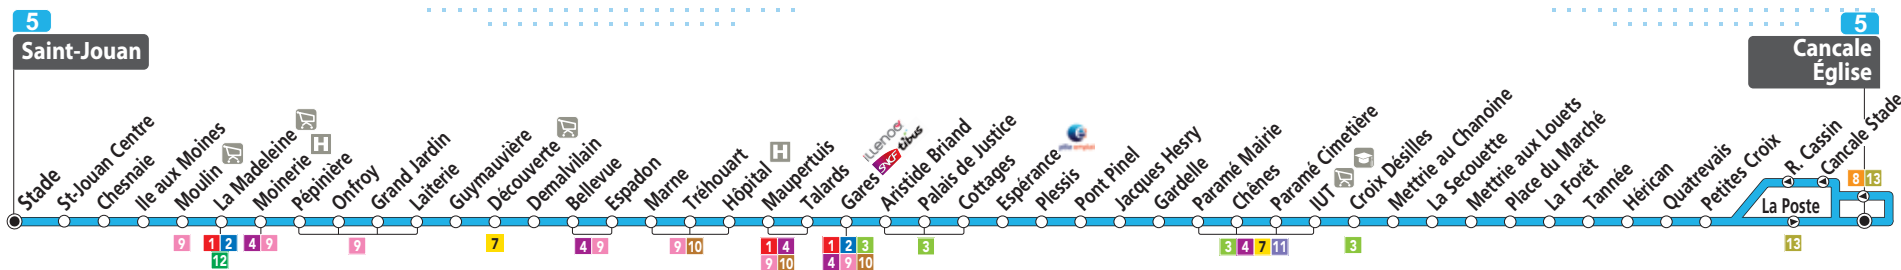 5
Saint-Jouan
5
Cancale
Église
Stade
St-Jouan Centre
Chesnaie
Ile aux Moines
Moulin
La Madeleine
Moinerie
H
Pépinière
Onfroy
Grand Jardin
Laiterie
Guymauvière
Découverte
Demalvilain
Bellevue
Espadon
Marne
Tréhouart
Hôpital
H
Maupertuis
Talards
Gares
illenoo
SNCF
tibus
Aristide Briand
Palais de Justice
Cottages
Espérance
pôle emploi
Plessis
Pont Pinel
Jacques Hesry
Gardelle
Paramé Mairie
Chênes
Paramé Cimetière
IUT
Croix Désilles
Mettrie au Chanoine
La Secouette
Mettrie aux Louets
Place du Marché
La Forêt
Tannée
Hérican
Quatrevais
Petites Croix
R. Cassin
Cancale Stade
La Poste
8 13
9
1 2
12
4 9
9
7
4 9
9 10
1 4
9 10
1 2 3
4 9 10
3
3 4 7 11
3
13